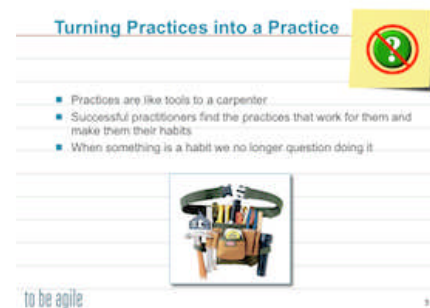 Turning Practices into a Practice
?
Practices are like tools to a carpenter
Successful practitioners find the practices that work for them and
make them their habits
When something is a habit we no longer question doing it
to be agile